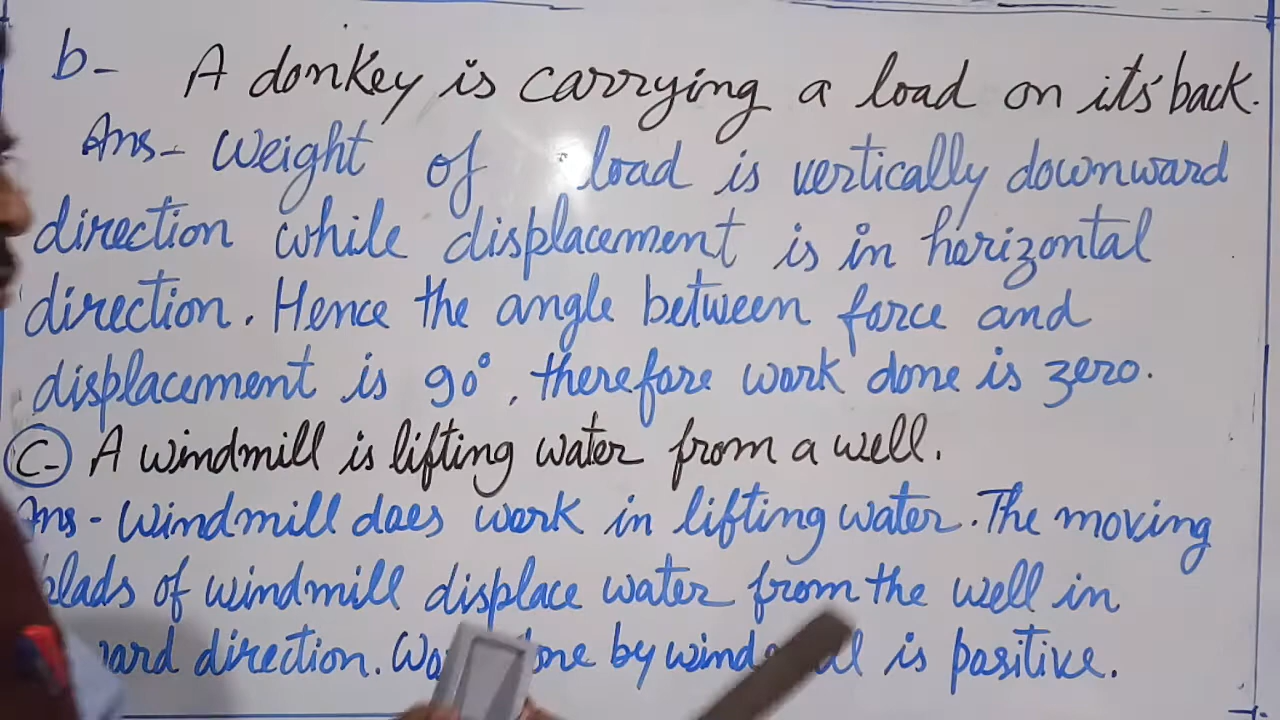 b- A donkey is carrying a load on its' back.
Ans- Weight of load is vertically downward
direction while displacement is in horizontal
direction. Hence the angle between force and
displacement is 90°, therefore work done is zero.
C- A windmill is lifting water from a well.
Ans - Windmill does work in lifting water. The moving
blads of windmill displace water from the well in
direction. by is positive.